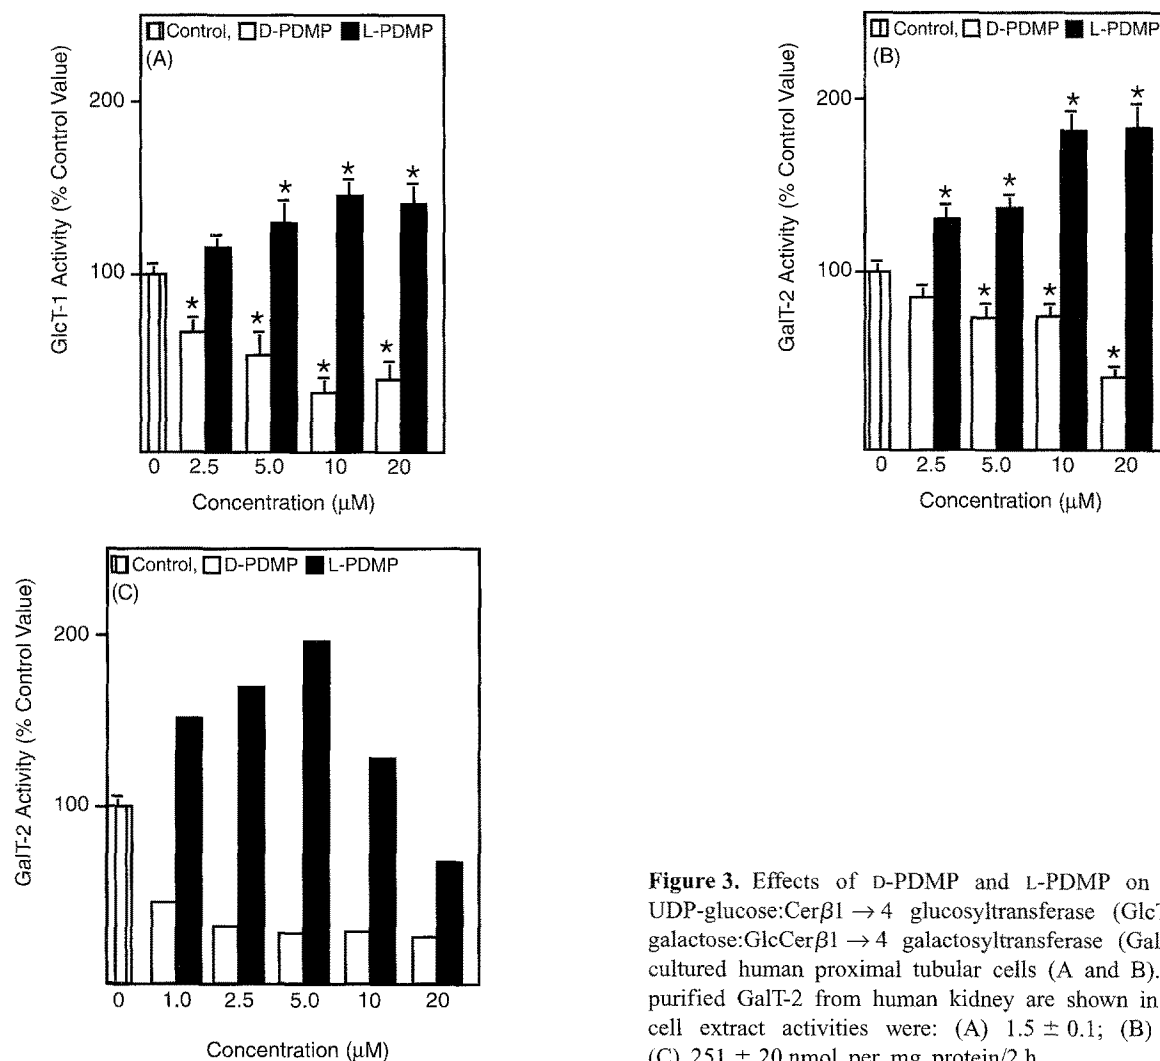 Control, D-PDMP L-PDMP
(A)
GlcT-1 Activity (% Control Value)
200
100
* * * * * * *
0 2.5 5.0 10 20
Concentration (μM)
Control, D-PDMP L-PDMP
(B)
GalT-2 Activity (% Control Value)
200
100
* * * * * * *
0 2.5 5.0 10 20
Concentration (μM)
Control, D-PDMP L-PDMP
(C)
GalT-2 Activity (% Control Value)
200
100
0 1.0 2.5 5.0 10 20
Concentration (μM)
Figure 3. Effects of D-PDMP and L-PDMP on
UDP-glucose:Cerβ1 → 4 glucosyltransferase (GlcT
galactose:GlcCerβ1 → 4 galactosyltransferase (Gal
cultured human proximal tubular cells (A and B).
purified GalT-2 from human kidney are shown in
cell extract activities were: (A) 1.5 ± 0.1; (B)
(C) 251 ± 20 nmol per mg protein/2 h